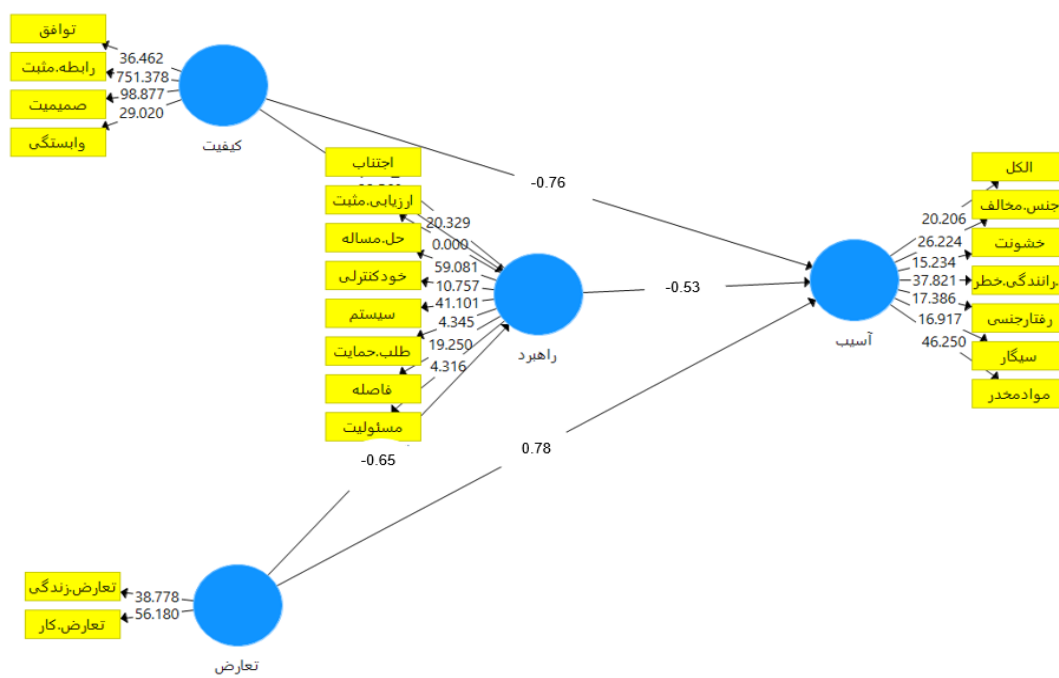 توافق
رابطه.مثبت
صمیمیت
وابستگی
36.462
751.378
98.877
29.020
کیفیت
اجتناب
ارزیابی.مثبت
حل.مساله
خودکنترلی
سیستم
طلب.حمایت
فاصله
مسئولیت
20.329
0.000
59.081
10.757
41.101
4.345
19.250
4.316
راهبرد
-0.76
-0.53
-0.65
0.78
الکل
جنس.مخالف
خشونت
رانندگی.خطر.
رفتارجنسی
سیگار
موادمخدر
20.206
26.224
15.234
37.821
17.386
16.917
46.250
آسیب
تعارض.زندگی
تعارض.کار
38.778
56.180
تعارض